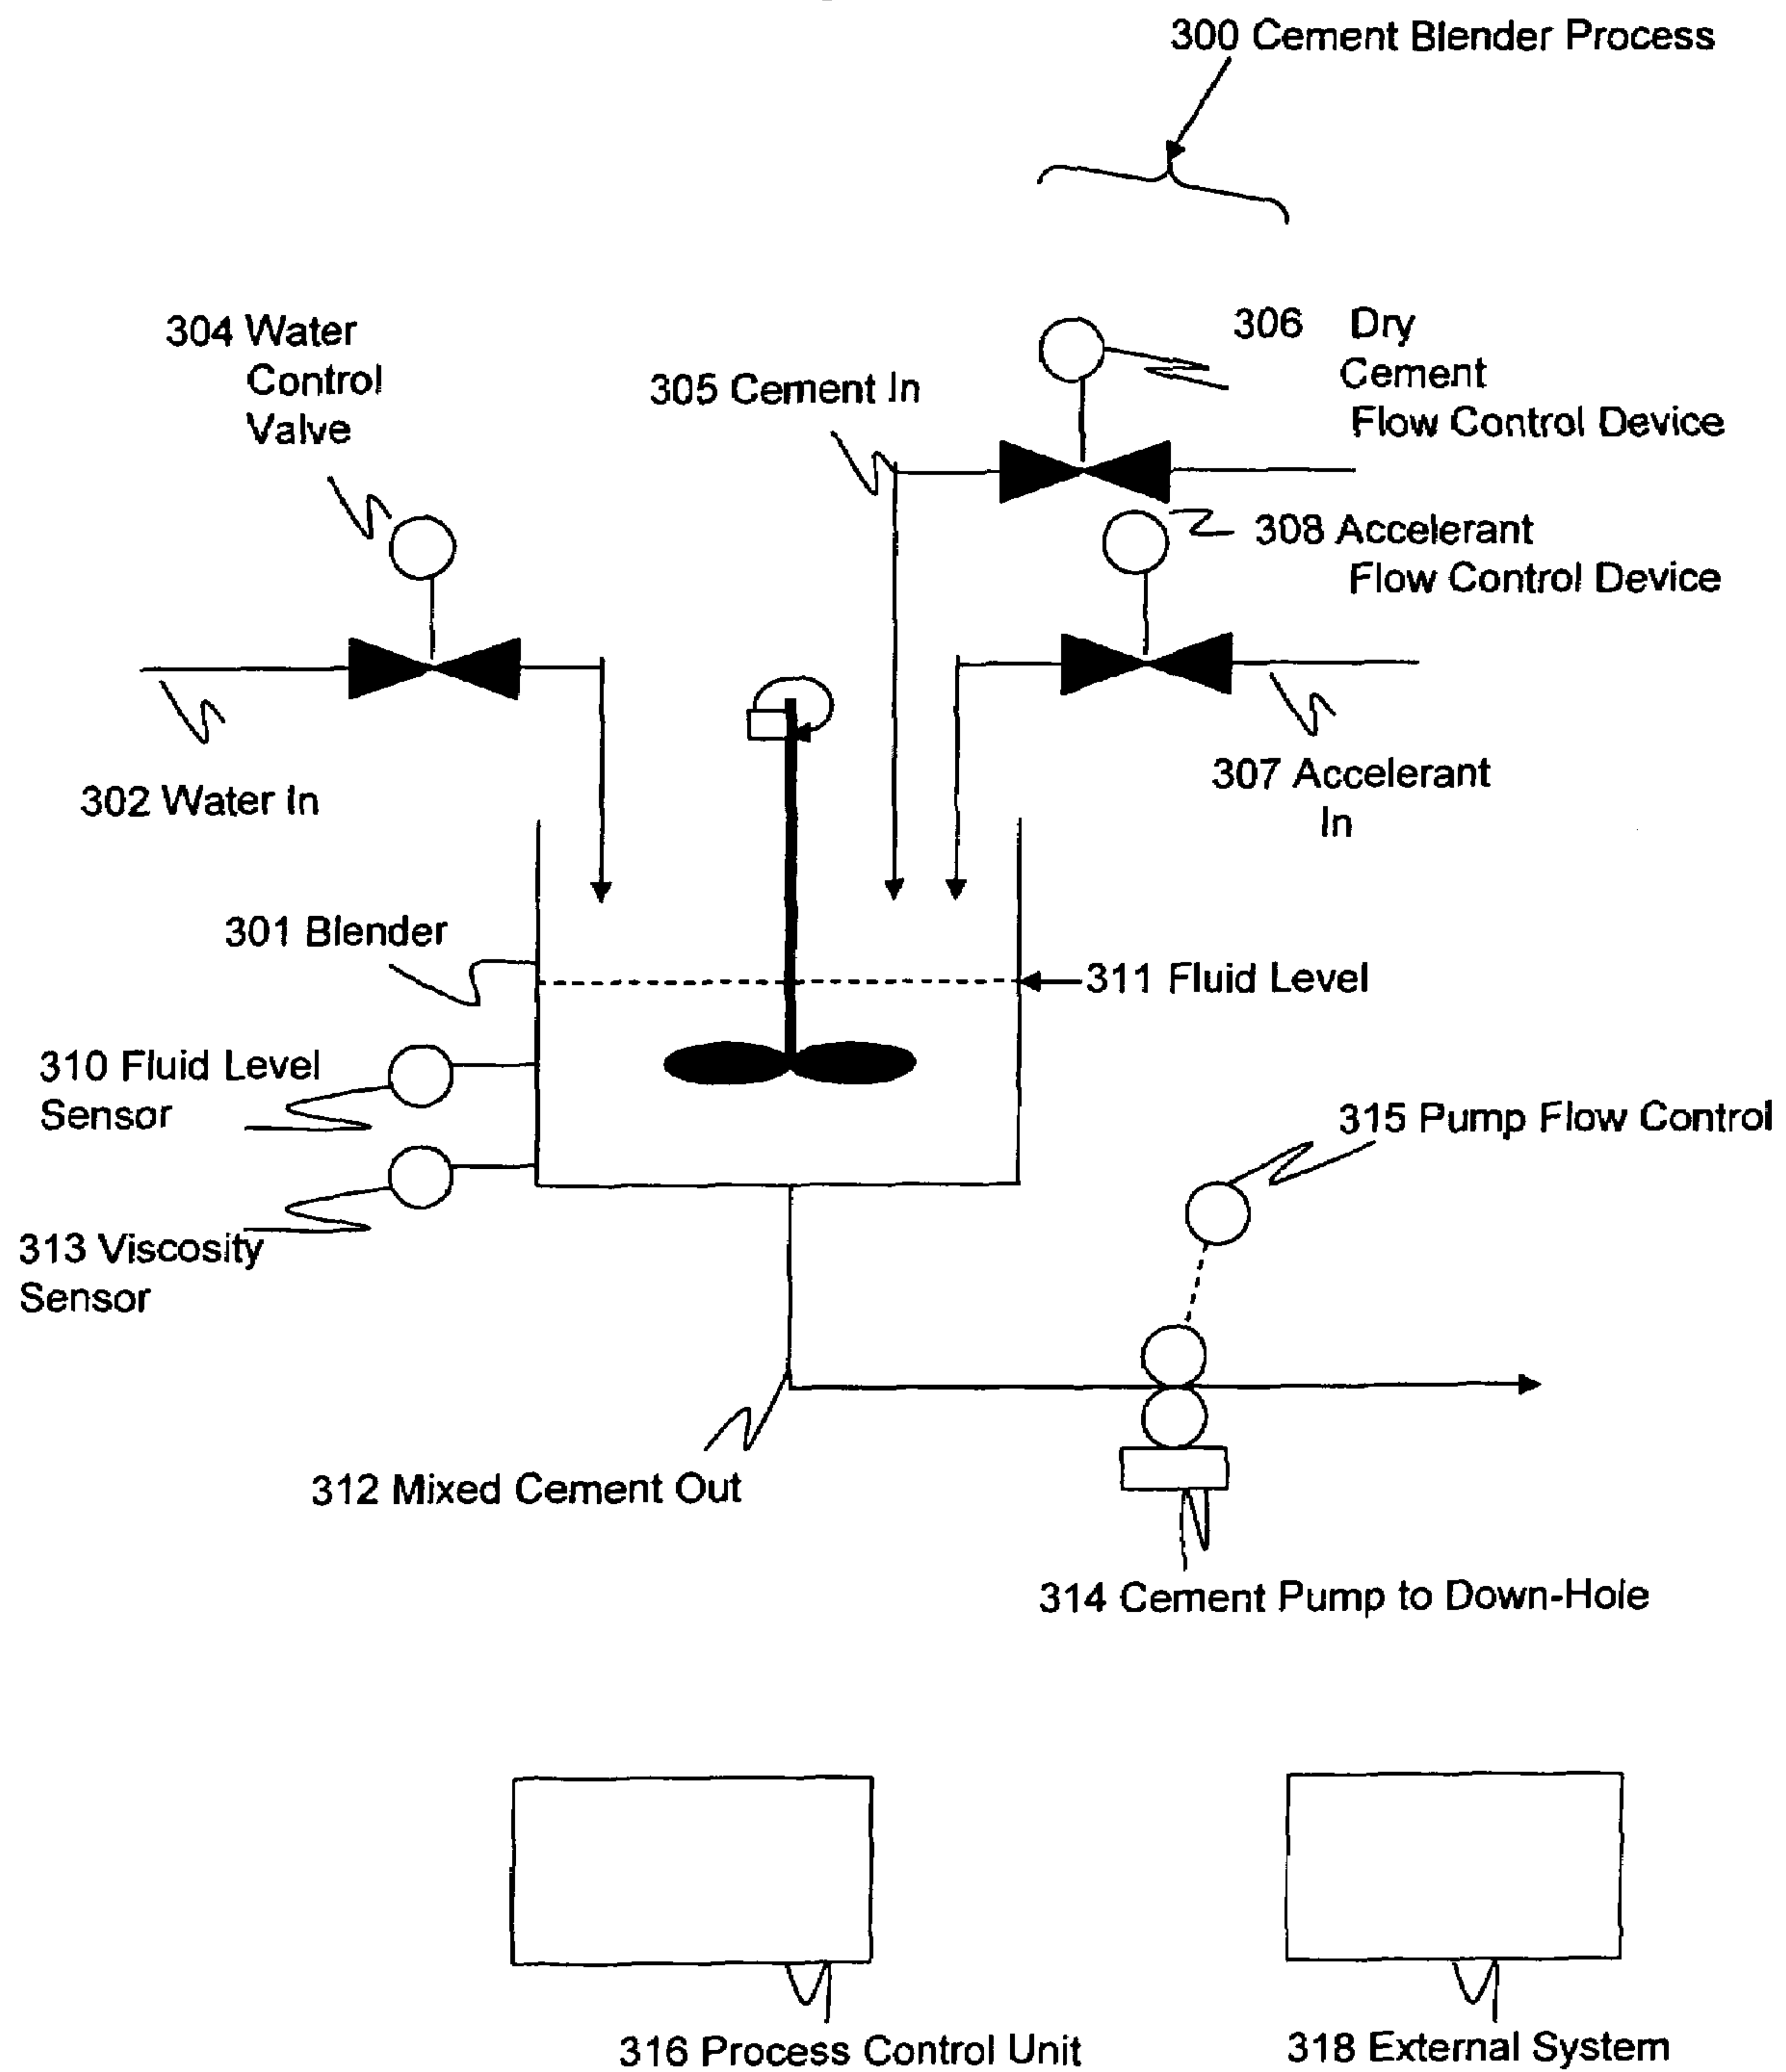 300 Cement Blender Process
304 Water
Control
Valve
305 Cement In
306 Dry
Cement
Flow Control Device
308 Accelerant
Flow Control Device
302 Water In
307 Accelerant
In
301 Blender
311 Fluid Level
310 Fluid Level
Sensor
313 Viscosity
Sensor
315 Pump Flow Control
312 Mixed Cement Out
314 Cement Pump to Down-Hole
316 Process Control Unit
318 External System